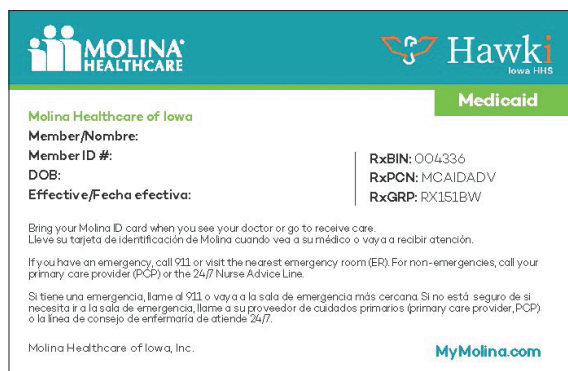 MOLINA®
HEALTHCARE
Hawki
Iowa HHS
Medicaid
Molina Healthcare of Iowa
Member/Nombre:
Member ID #:
DOB:
Effective/Fecha efectiva:
RxBIN: 004336
RxPCN: MCAIDADV
RxGRP: RX151BW
Bring your Molina ID card when you see your doctor or go to receive care.
Lleve su tarjeta de identificación de Molina cuando vea a su médico o vaya a recibir atención.
If you have an emergency, call 911 or visit the nearest emergency room (ER). For non-emergencies, call your
primary care provider (PCP) or the 24/7 Nurse Advice Line.
Si tiene una emergencia, llame al 911 o vaya a la sala de emergencia más cercana. Si no está seguro de si
necesita ir a la sala de emergencia, llame a su proveedor de cuidados primarios (primary care provider, PCP)
o la línea de consejo de enfermaría de atiende 24/7.
Molina Healthcare of Iowa, Inc.
MyMolina.com